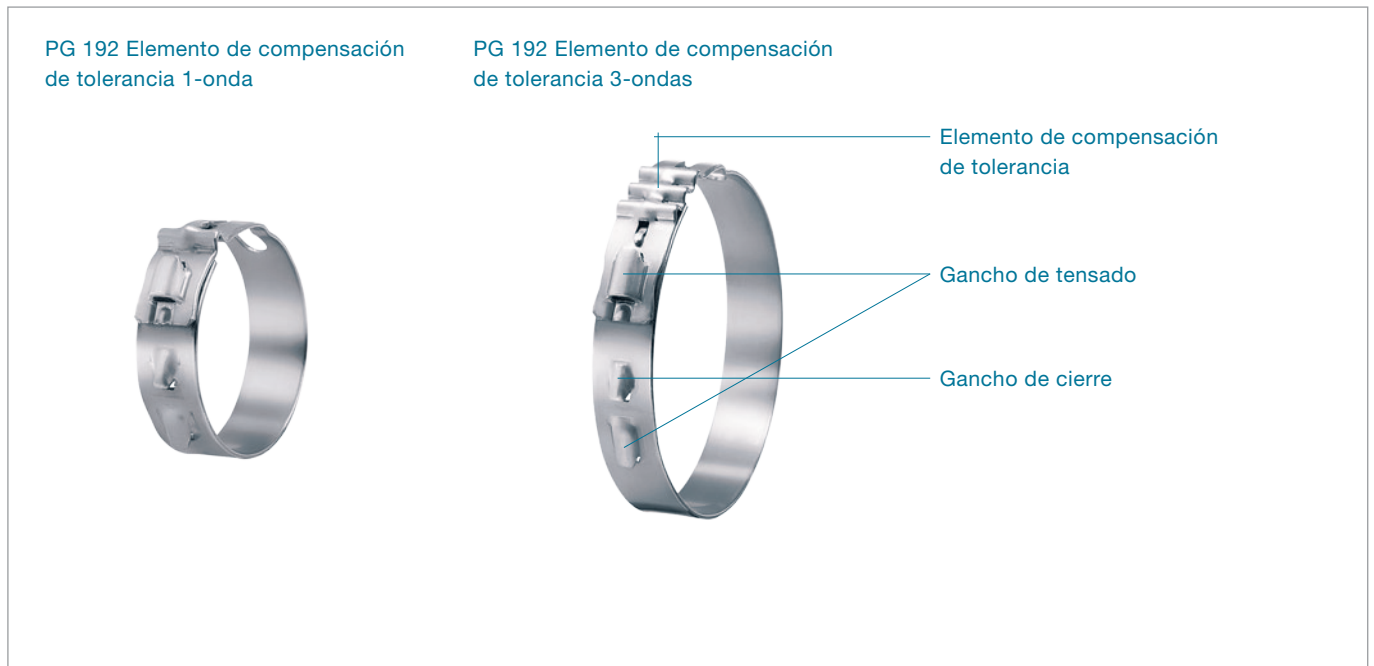 PG 192 Elemento de compensación
de tolerancia 1-onda
PG 192 Elemento de compensación
de tolerancia 3-ondas
Elemento de compensación
de tolerancia
Gancho de tensado
Gancho de cierre